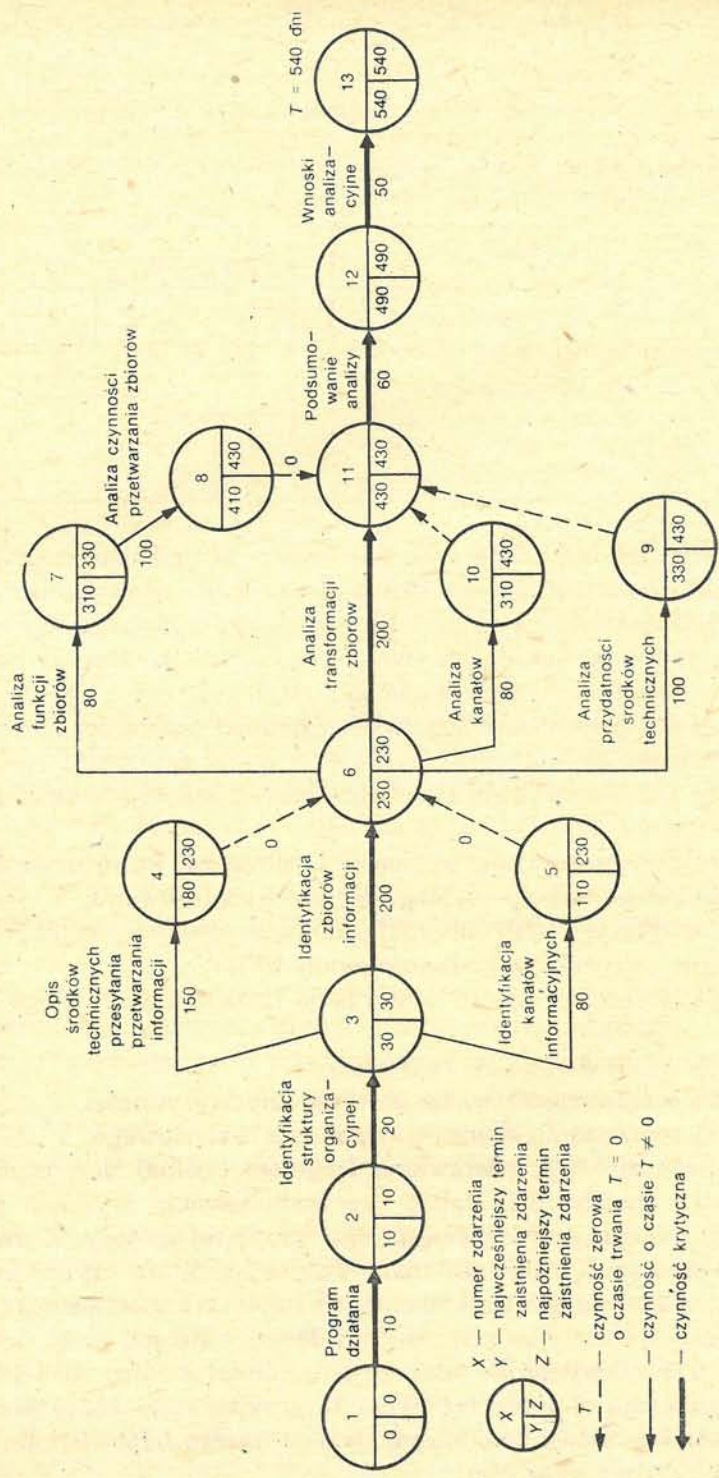 T = 540 dni
Program
działania
10
Identyfikacja
struktury
organiza-
cyjnej
20
Opis
środków
technicznych
przesyłania
przetwarzania
informacji
150
Identyfikacja
zbiorów
informacji
200
Identyfikacja
kanałów
informacyjnych
80
0
0
Analiza
funkcji
zbiorów
80
Analiza czynności
przetwarzania zbiorów
100
0
Analiza
transformacji
zbiorów
200
Analiza
kanałów
80
Analiza
przydatności
srodków
technicznych
100
Podsumo-
wanie
analizy
60
Wnioski
analiza-
cyjne
50
1
0 0
2
10 10
3
30 30
4
180 230
5
110 230
6
230 230
7
310 330
8
410 430
9
330 430
10
310 430
11
430 430
12
490 490
13
540 540
X
Y Z
X — numer zdarzenia
Y — najwcześniejszy termin
zaistnienia zdarzenia
Z — najpóźniejszy termin
zaistnienia zdarzenia
T
— czynność zerowa
o czasie trwania T = 0
— czynność o czasie T ≠ 0
— czynność krytyczna